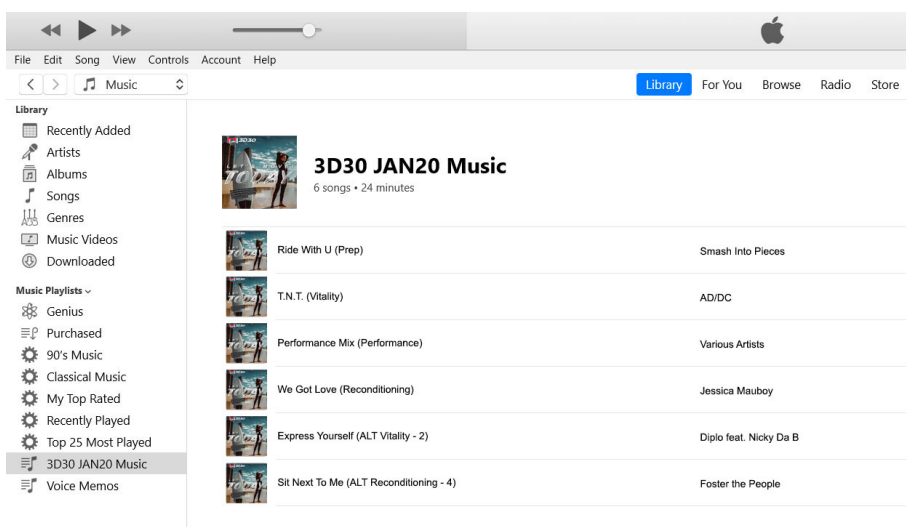 File Edit Song View Controls Account Help
Music
Library For You Browse Radio Store
Library
Recently Added
Artists
Albums
Songs
Genres
Music Videos
Downloaded
Music Playlists
Genius
Purchased
90's Music
Classical Music
My Top Rated
Recently Played
Top 25 Most Played
3D30 JAN20 Music
Voice Memos
3D30
TODAY
3D30 JAN20 Music
6 songs • 24 minutes
Ride With U (Prep) Smash Into Pieces
T.N.T. (Vitality) AD/DC
Performance Mix (Performance) Various Artists
We Got Love (Reconditioning) Jessica Mauboy
Express Yourself (ALT Vitality - 2) Diplo feat. Nicky Da B
Sit Next To Me (ALT Reconditioning - 4) Foster the People